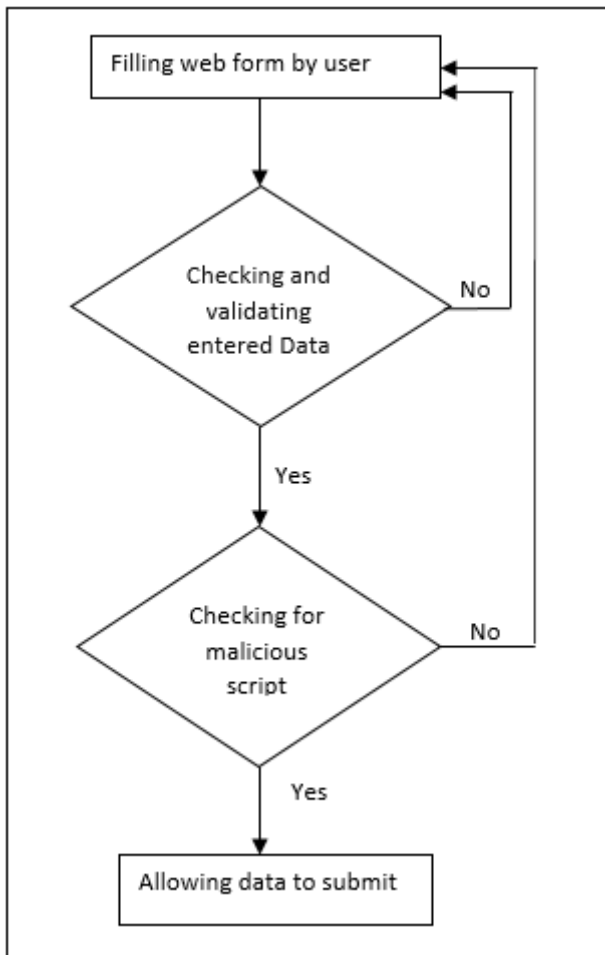 Filling web form by user
Checking and
validating
entered Data
No
Yes
Checking for
malicious
script
No
Yes
Allowing data to submit